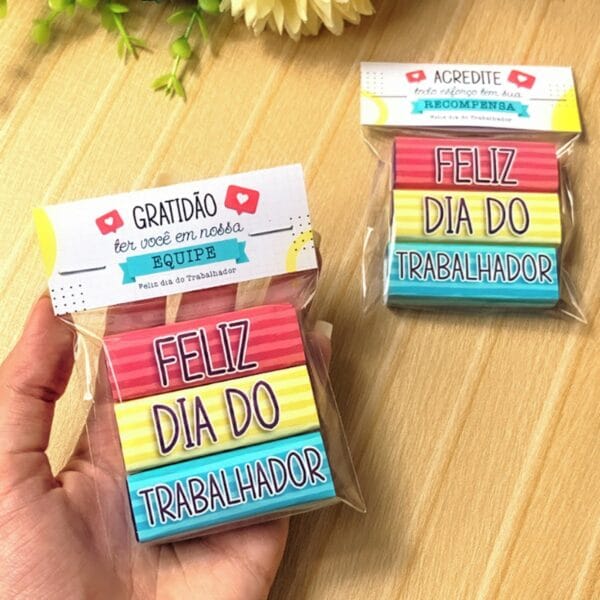 GRATIDÃO
ter você em nossa
EQUIPE
Feliz dia do Trabalhador
FELIZ
DIA DO
TRABALHADOR
ACREDITE
todo esforço tem sua
RECOMPENSA
Feliz dia do Trabalhador
FELIZ
DIA DO
TRABALHADOR